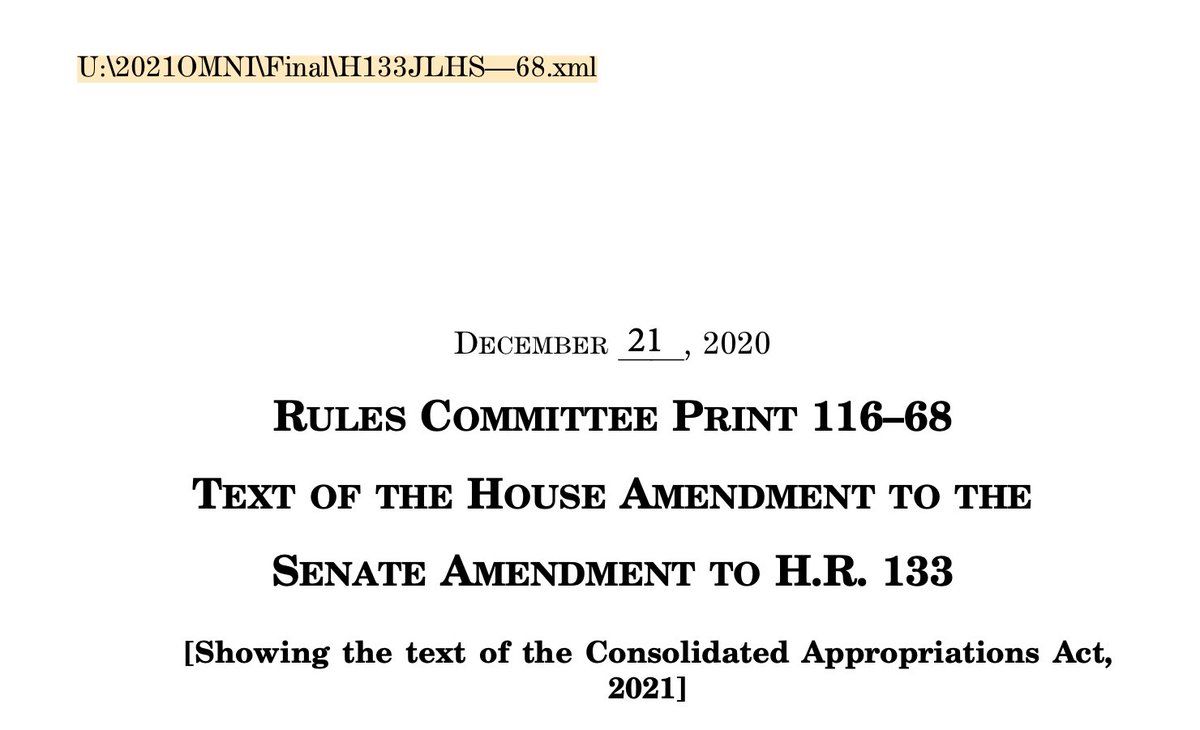 U:\2021OMNI\Final\H133JLHS—68.xml
DECEMBER 21, 2020
RULES COMMITTEE PRINT 116–68
TEXT OF THE HOUSE AMENDMENT TO THE
SENATE AMENDMENT TO H.R. 133
[Showing the text of the Consolidated Appropriations Act,
2021]